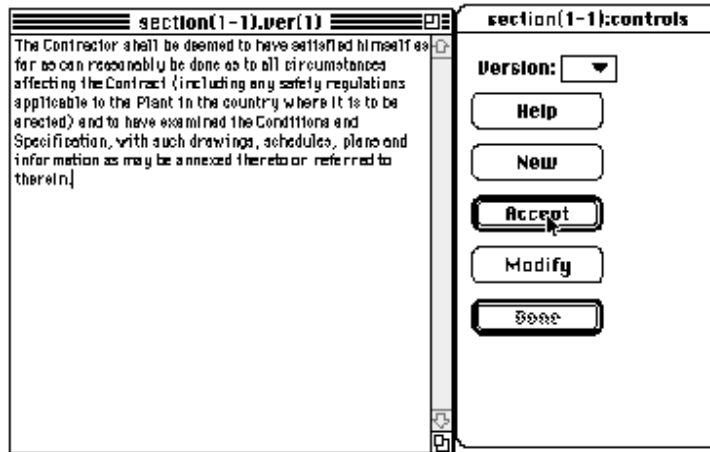 section(1-1).ver(1)
The Contractor shall be deemed to have satisfied himself as
far as can reasonably be done as to all circumstances
affecting the Contract (including any safety regulations
applicable to the Plant in the country where it is to be
erected) and to have examined the Conditions and
Specification, with such drawings, schedules, plans and
information as may be annexed thereto or referred to
therein.
section(1-1):controls
Version:
Help
New
Accept
Modify
Done